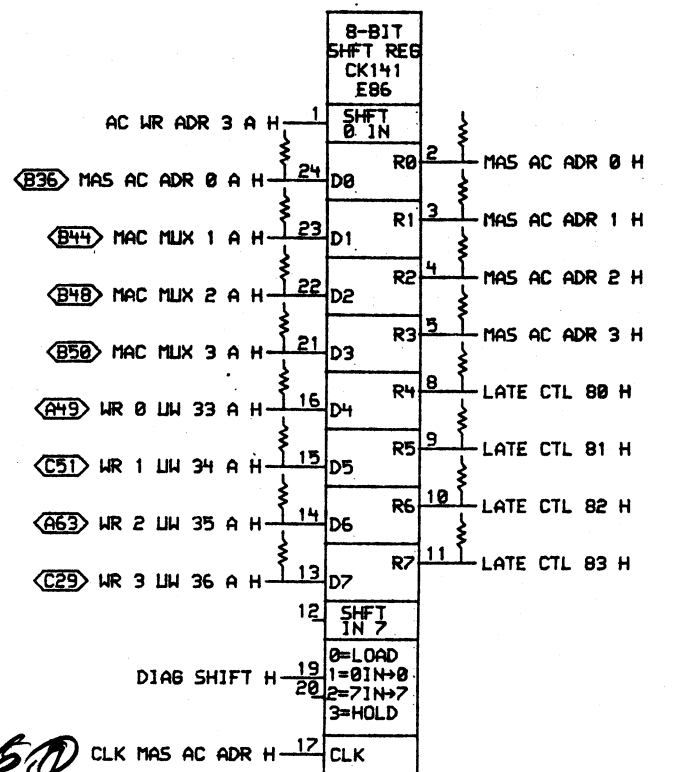 8-BIT
SHFT REG
CK141
E86
AC WR ADR 3 A H 1 SHFT
0 IN
R0 2 MAS AC ADR 0 H
B36 MAS AC ADR 0 A H 24 D0
R1 3 MAS AC ADR 1 H
B44 MAC MUX 1 A H 23 D1
R2 4 MAS AC ADR 2 H
B48 MAC MUX 2 A H 22 D2
R3 5 MAS AC ADR 3 H
B50 MAC MUX 3 A H 21 D3
R4 8 LATE CTL 80 H
A49 WR 0 UW 33 A H 16 D4
R5 9 LATE CTL 81 H
C51 WR 1 UW 34 A H 15 D5
R6 10 LATE CTL 82 H
A63 WR 2 UW 35 A H 14 D6
R7 11 LATE CTL 83 H
C29 WR 3 UW 36 A H 13 D7
12 SHFT
IN 7
0=LOAD
DIAG SHIFT H 19 1=0IN→0
20 2=7IN→7
3=HOLD
CLK MAS AC ADR H 17 CLK